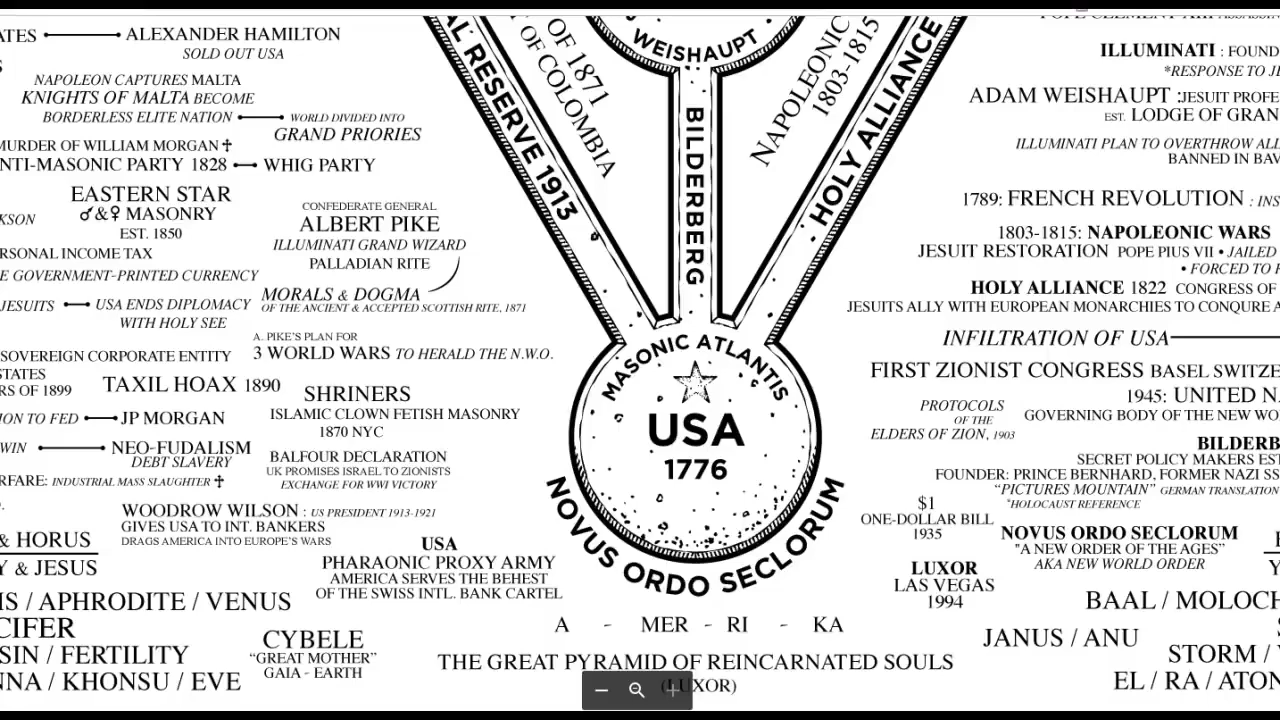 ATES
ALEXANDER HAMILTON
SOLD OUT USA
NAPOLEON CAPTURES MALTA
KNIGHTS OF MALTA BECOME
BORDERLESS ELITE NATION
WORLD DIVIDED INTO
GRAND PRIORIES
MURDER OF WILLIAM MORGAN ✝
NTI-MASONIC PARTY 1828
WHIG PARTY
EASTERN STAR
♂&♀ MASONRY
EST. 1850
KSON
CONFEDERATE GENERAL
ALBERT PIKE
ILLUMINATI GRAND WIZARD
PALLADIAN RITE
RSONAL INCOME TAX
E GOVERNMENT-PRINTED CURRENCY
MORALS & DOGMA
OF THE ANCIENT & ACCEPTED SCOTTISH RITE, 1871
JESUITS
USA ENDS DIPLOMACY
WITH HOLY SEE
A. PIKE'S PLAN FOR
3 WORLD WARS TO HERALD THE N.W.O.
SOVEREIGN CORPORATE ENTITY
STATES
RS OF 1899
TAXIL HOAX 1890
SHRINERS
ISLAMIC CLOWN FETISH MASONRY
1870 NYC
ION TO FED
JP MORGAN
WIN
NEO-FUDALISM
DEBT SLAVERY
BALFOUR DECLARATION
UK PROMISES ISRAEL TO ZIONISTS
EXCHANGE FOR WWI VICTORY
RFARE: INDUSTRIAL MASS SLAUGHTER ✝
WOODROW WILSON : US PRESIDENT 1913-1921
GIVES USA TO INT. BANKERS
DRAGS AMERICA INTO EUROPE'S WARS
& HORUS
Y & JESUS
USA
PHARAONIC PROXY ARMY
AMERICA SERVES THE BEHEST
OF THE SWISS INTL. BANK CARTEL
IS / APHRODITE / VENUS
CIFER
SIN / FERTILITY
NNA / KHONSU / EVE
CYBELE
"GREAT MOTHER"
GAIA - EARTH
AL RESERVE 1913
OF 1871
OF COLOMBIA
WEISHAUPT
BILDERBERG
NAPOLEONIC
1803-1815
HOLY ALLIANCE
MASONIC ATLANTIS
USA
1776
NOVUS ORDO SECLORUM
A - MER - RI - KA
THE GREAT PYRAMID OF REINCARNATED SOULS
(LUXOR)
POPE CLEMENT XIII
ILLUMINATI : FOUND
*RESPONSE TO JE
ADAM WEISHAUPT :JESUIT PROFE
EST. LODGE OF GRAN
ILLUMINATI PLAN TO OVERTHROW ALL
BANNED IN BAV
1789: FRENCH REVOLUTION : INS
1803-1815: NAPOLEONIC WARS
JESUIT RESTORATION POPE PIUS VII • JAILED
• FORCED TO
HOLY ALLIANCE 1822 CONGRESS OF
JESUITS ALLY WITH EUROPEAN MONARCHIES TO CONQURE A
INFILTRATION OF USA
FIRST ZIONIST CONGRESS BASEL SWITZE
1945: UNITED N
GOVERNING BODY OF THE NEW WO
PROTOCOLS
OF THE
ELDERS OF ZION, 1903
BILDERB
SECRET POLICY MAKERS EST
FOUNDER: PRINCE BERNHARD, FORMER NAZI SS
"PICTURES MOUNTAIN" GERMAN TRANSLATION
*HOLOCAUST REFERENCE
$1
ONE-DOLLAR BILL
1935
NOVUS ORDO SECLORUM
"A NEW ORDER OF THE AGES"
AKA NEW WORLD ORDER
LUXOR
LAS VEGAS
1994
BAAL / MOLOCH
JANUS / ANU
STORM /
EL / RA / ATON